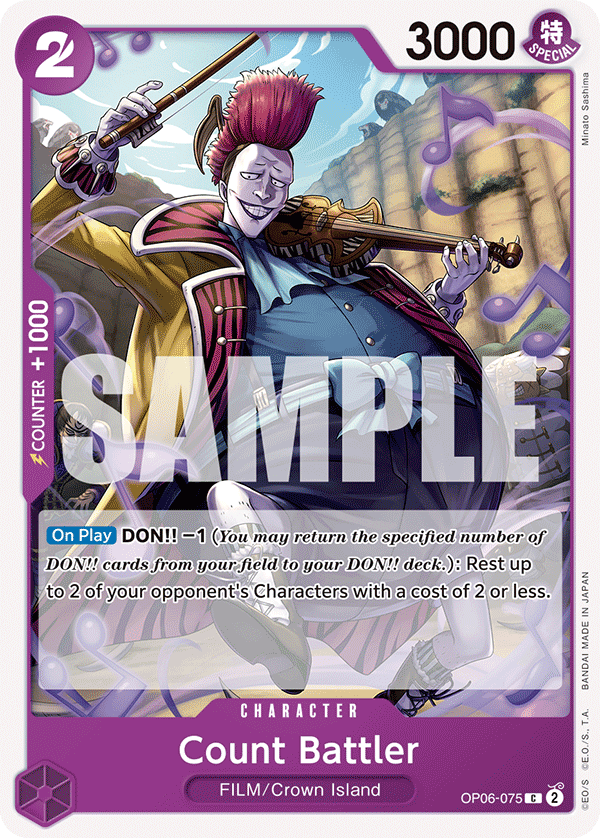 2
3000
特
SPECIAL
Minato Sashima
COUNTER +1000
SAMPLE
On Play DON!! −1 (You may return the specified number of
DON!! cards from your field to your DON!! deck.): Rest up
to 2 of your opponent's Characters with a cost of 2 or less.
CHARACTER
Count Battler
FILM/Crown Island
OP06-075 C 2
©EO/S ©E.O./S., T.A. BANDAI MADE IN JAPAN